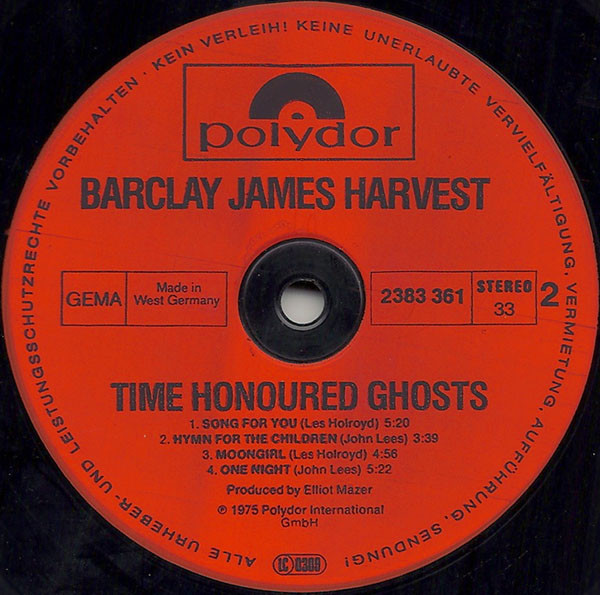 ALLE URHEBER- UND LEISTUNGSSCHUTZRECHTE VORBEHALTEN · KEIN VERLEIH! KEINE UNERLAUBTE VERVIELFÄLTIGUNG, VERMIETUNG, AUFFÜHRUNG, SENDUNG!
polydor
BARCLAY JAMES HARVEST
GEMA
Made in
West Germany
2383 361
STEREO
33
2
TIME HONOURED GHOSTS
1. SONG FOR YOU (Les Holroyd) 5:20
2. HYMN FOR THE CHILDREN (John Lees) 3:39
3. MOONGIRL (Les Holroyd) 4:56
4. ONE NIGHT (John Lees) 5:22
Produced by Elliot Mazer
℗ 1975 Polydor International
GmbH
LC 0309